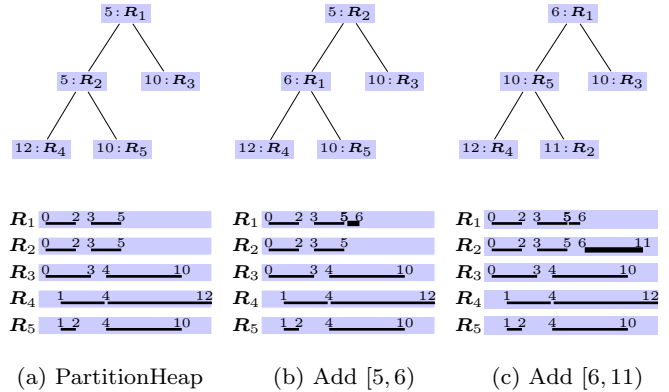 5 : R1
5 : R2
6 : R1
5 : R2
10 : R3
6 : R1
10 : R3
10 : R5
10 : R3
12 : R4
10 : R5
12 : R4
10 : R5
12 : R4
11 : R2
R1 0 2 3 5
R1 0 2 3 5 5 6
R1 0 2 3 5 5 6
R2 0 2 3 5
R2 0 2 3 5
R2 0 2 3 5 6 11
R3 0 3 4 10
R3 0 3 4 10
R3 0 3 4 10
R4 1 4 12
R4 1 4 12
R4 1 4 12
R5 1 2 4 10
R5 1 2 4 10
R5 1 2 4 10
(a) PartitionHeap
(b) Add [5, 6)
(c) Add [6, 11)